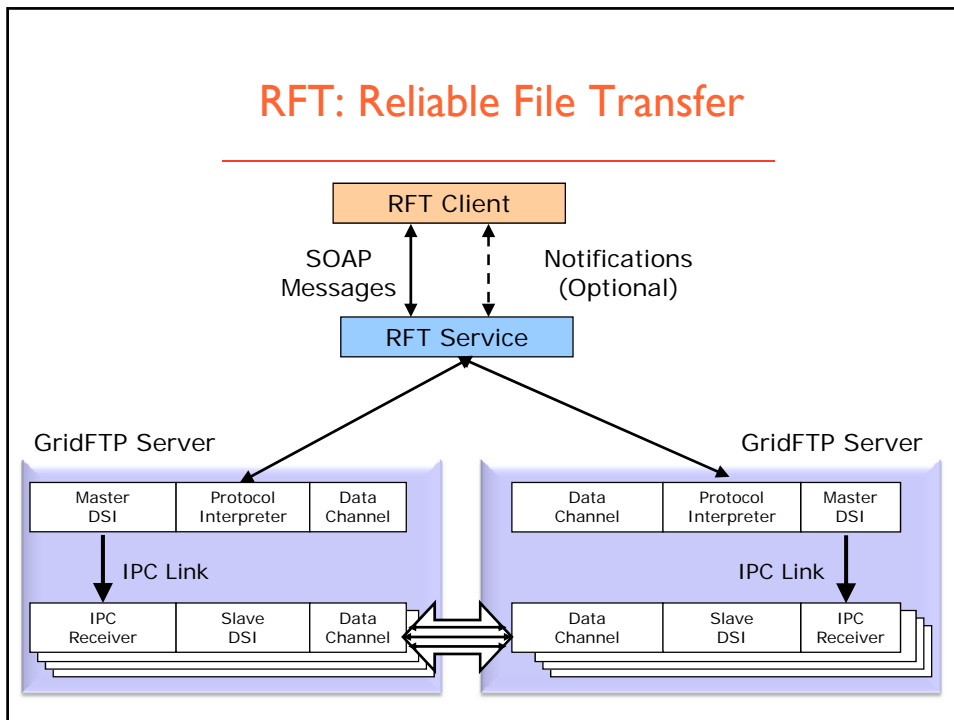 RFT: Reliable File Transfer
RFT Client
SOAP
Messages
Notifications
(Optional)
RFT Service
GridFTP Server
GridFTP Server
Master
DSI
Protocol
Interpreter
Data
Channel
Data
Channel
Protocol
Interpreter
Master
DSI
IPC Link
IPC Link
IPC
Receiver
Slave
DSI
Data
Channel
Data
Channel
Slave
DSI
IPC
Receiver